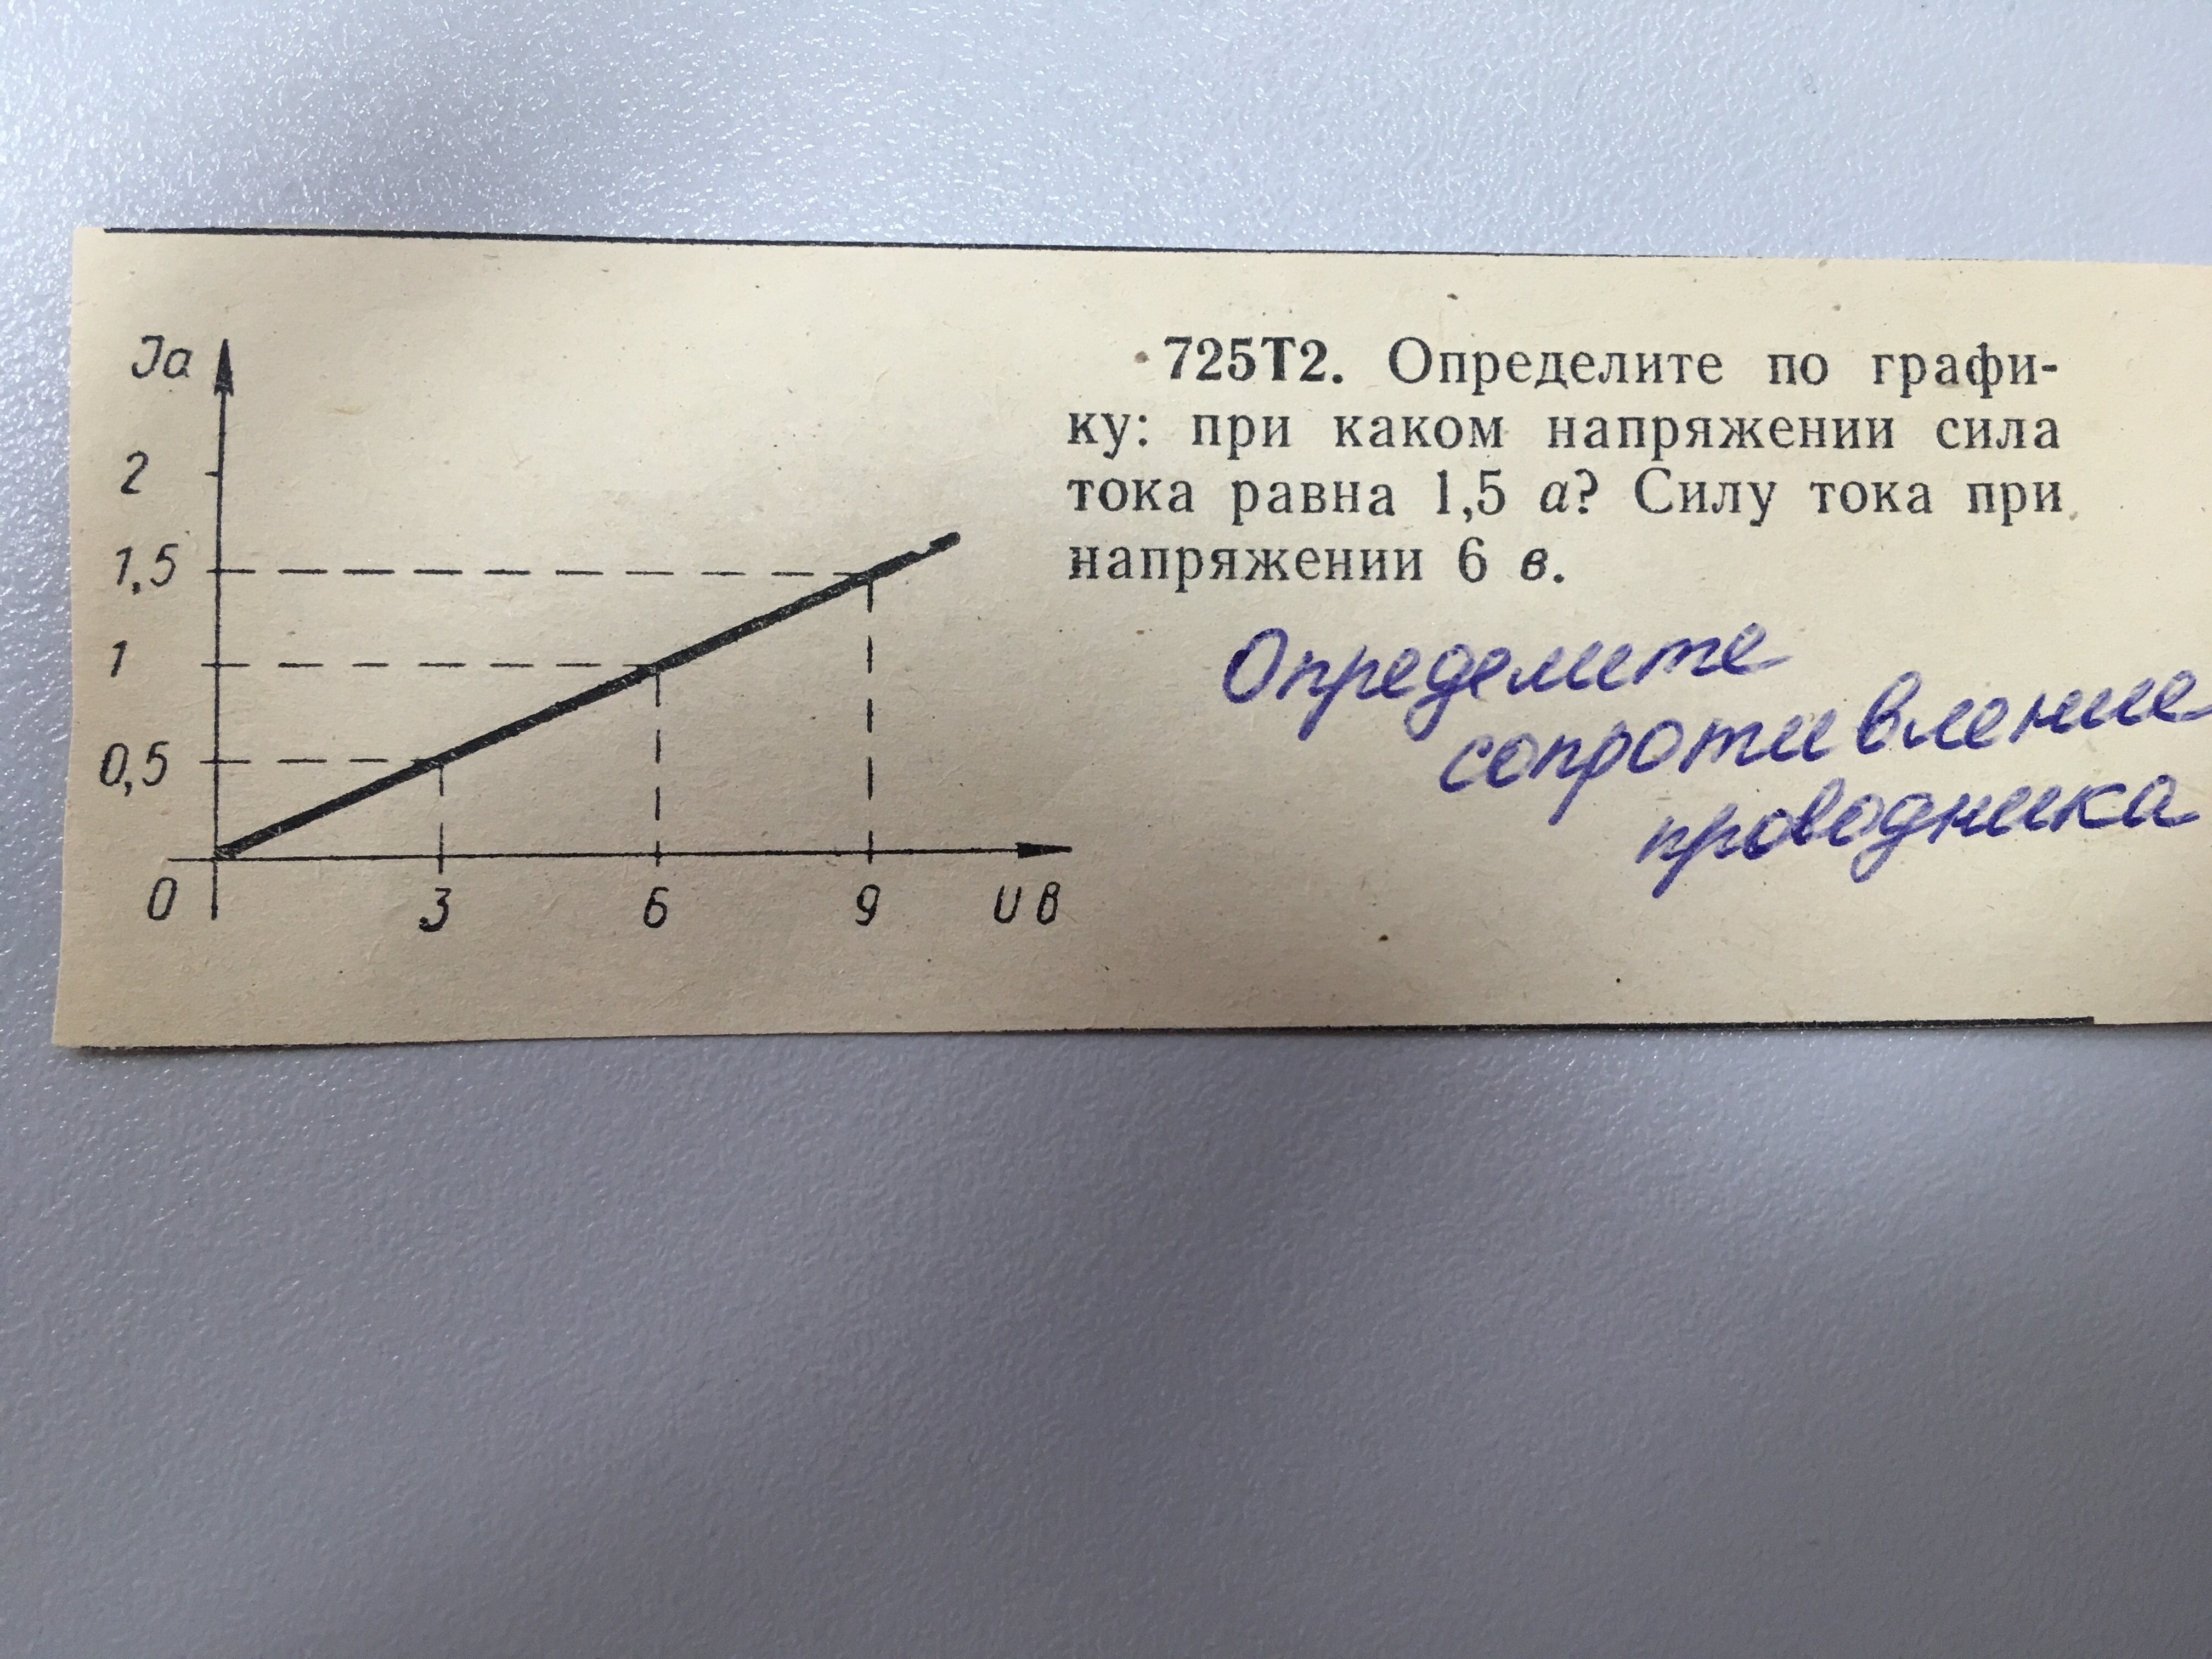 Ja
2
1,5
1
0,5
0
3
6
9
U в
725Т2. Определите по графи-
ку: при каком напряжении сила
тока равна 1,5 а? Силу тока при
напряжении 6 в.
Определите
сопротивление
проводника